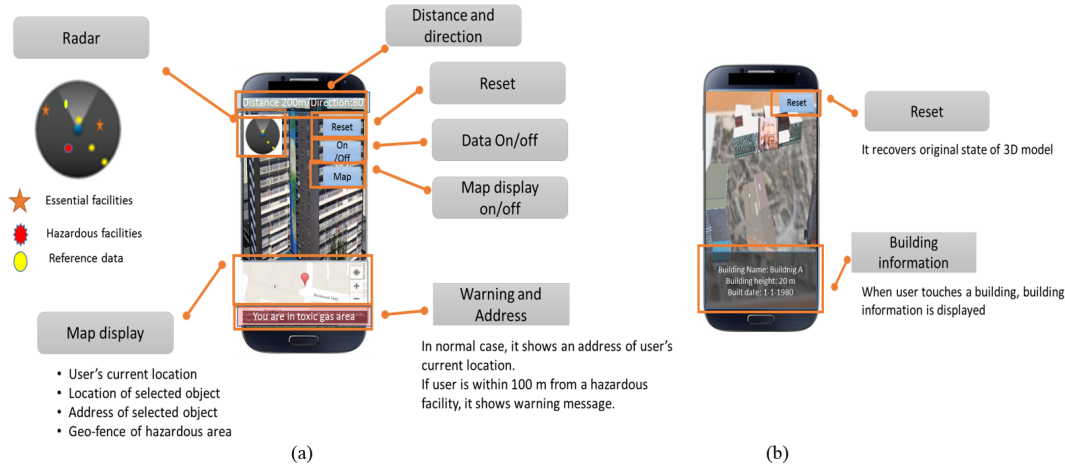 Radar
Essential facilities
Hazardous facilities
Reference data
Distance and
direction
Reset
Data On/off
Map display
on/off
Distance 200m/Direction:80
Reset
On
/Off
Map
You are in toxic gas area
Map display
• User's current location
• Location of selected object
• Address of selected object
• Geo-fence of hazardous area
Warning and
Address
In normal case, it shows an address of user's
current location.
If user is within 100 m from a hazardous
facility, it shows warning message.
(a)
Reset
Reset
It recovers original state of 3D model
Building Name: Buildnig A
Building height: 20 m
Built date: 1-1-1980
Building
information
When user touches a building, building
information is displayed
(b)